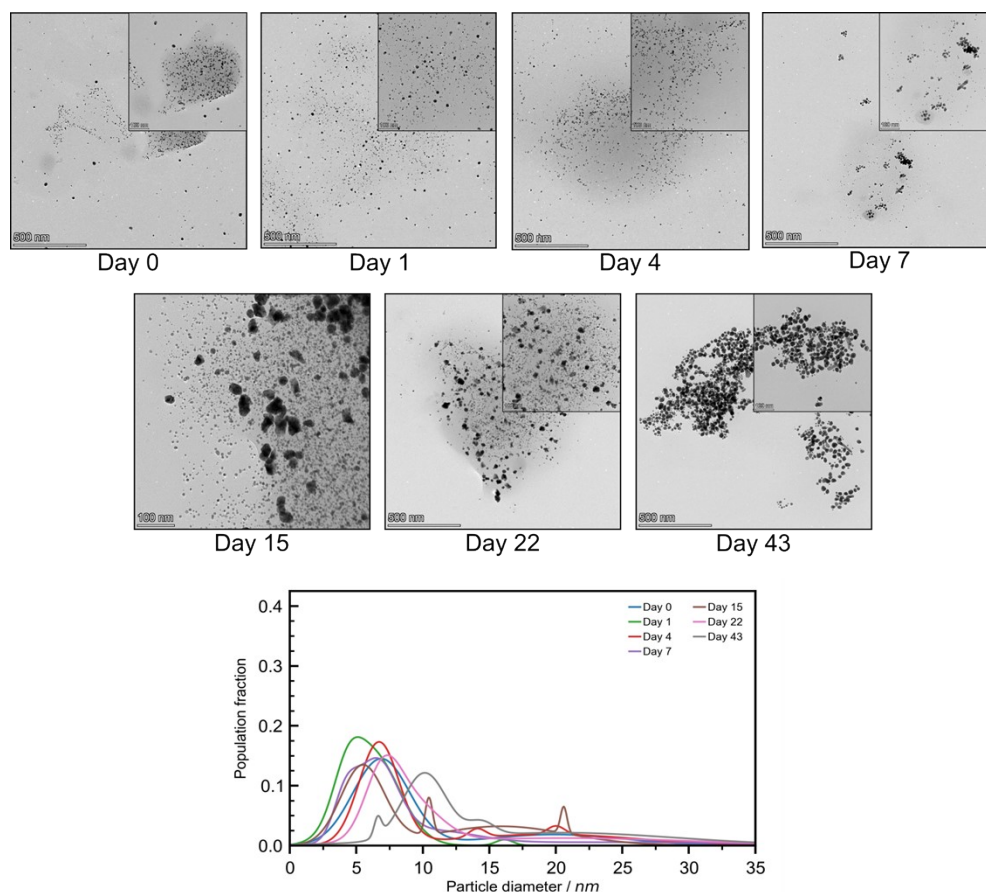 500 nm
500 nm
500 nm
500 nm
Day 0
Day 1
Day 4
Day 7
100 nm
500 nm
500 nm
Day 15
Day 22
Day 43
0.4
0.3
0.2
0.1
0.0
Population fraction
Day 0
Day 1
Day 4
Day 7
Day 15
Day 22
Day 43
0
5
10
15
20
25
30
35
Particle diameter / nm